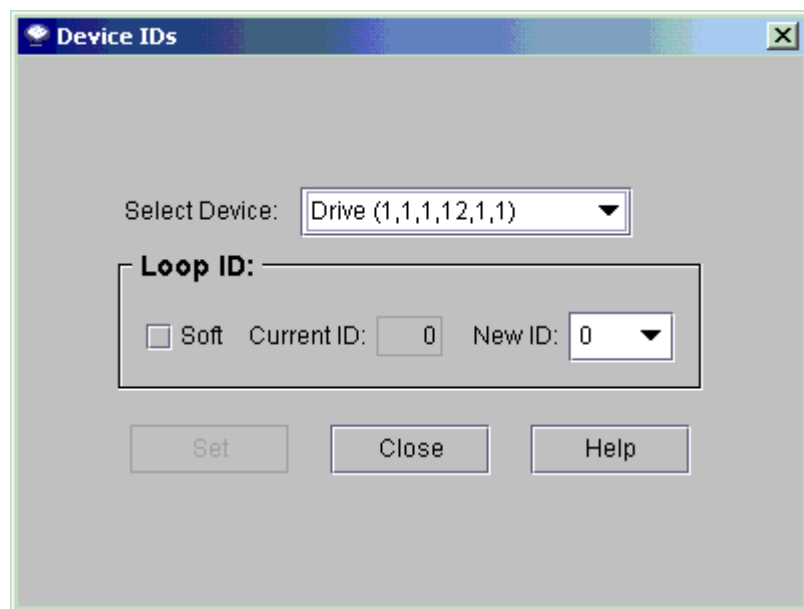 Device IDs
Select Device: Drive (1,1,1,12,1,1)
Loop ID:
Soft Current ID: 0 New ID: 0
Set Close Help